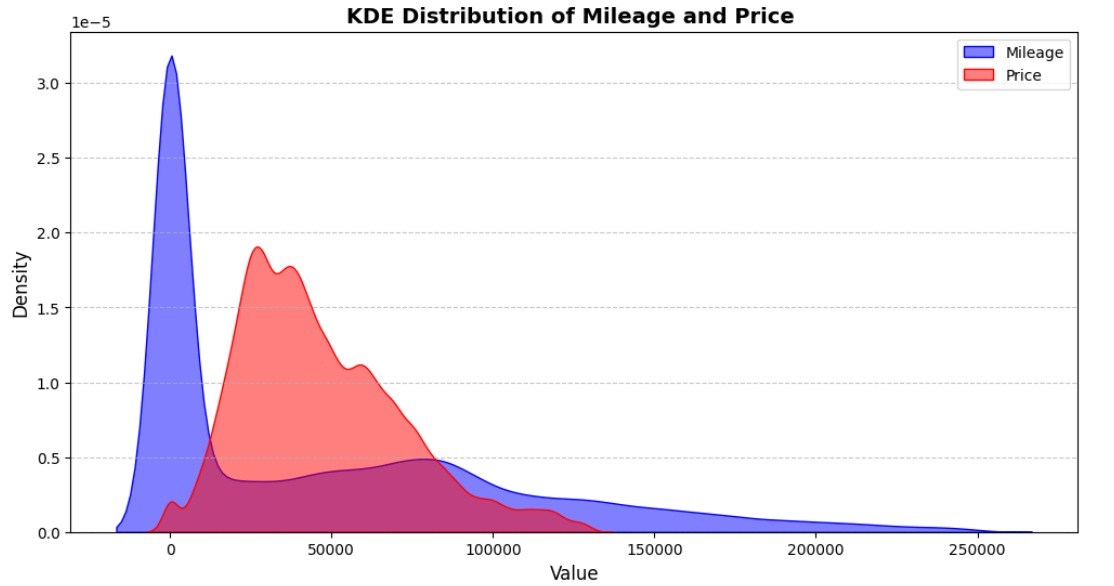 KDE Distribution of Mileage and Price
1e−5
Mileage
Price
3.0
2.5
2.0
1.5
1.0
0.5
0.0
Density
0 50000 100000 150000 200000 250000
Value